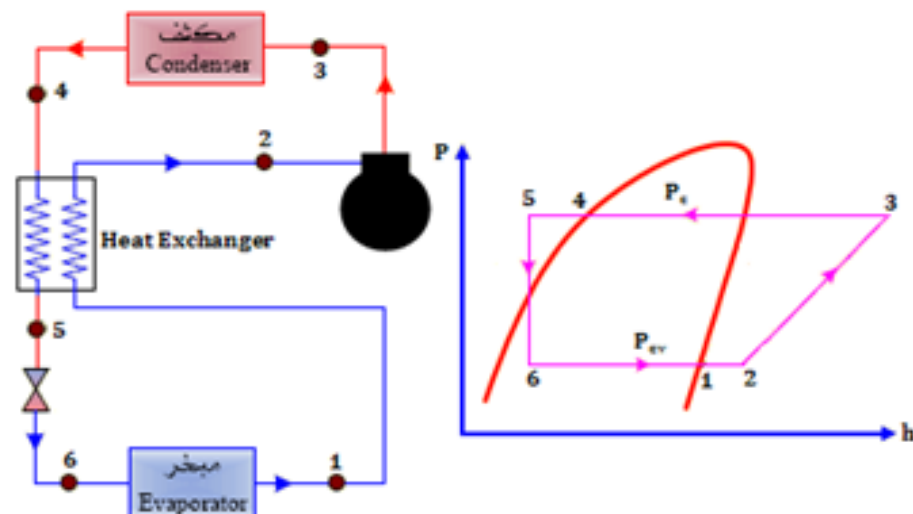 مكثف
Condenser
3
4
2
Heat Exchanger
5
6
مبخر
Evaporator
1
P
5
4
Pc
3
Pev
6
1
2
h